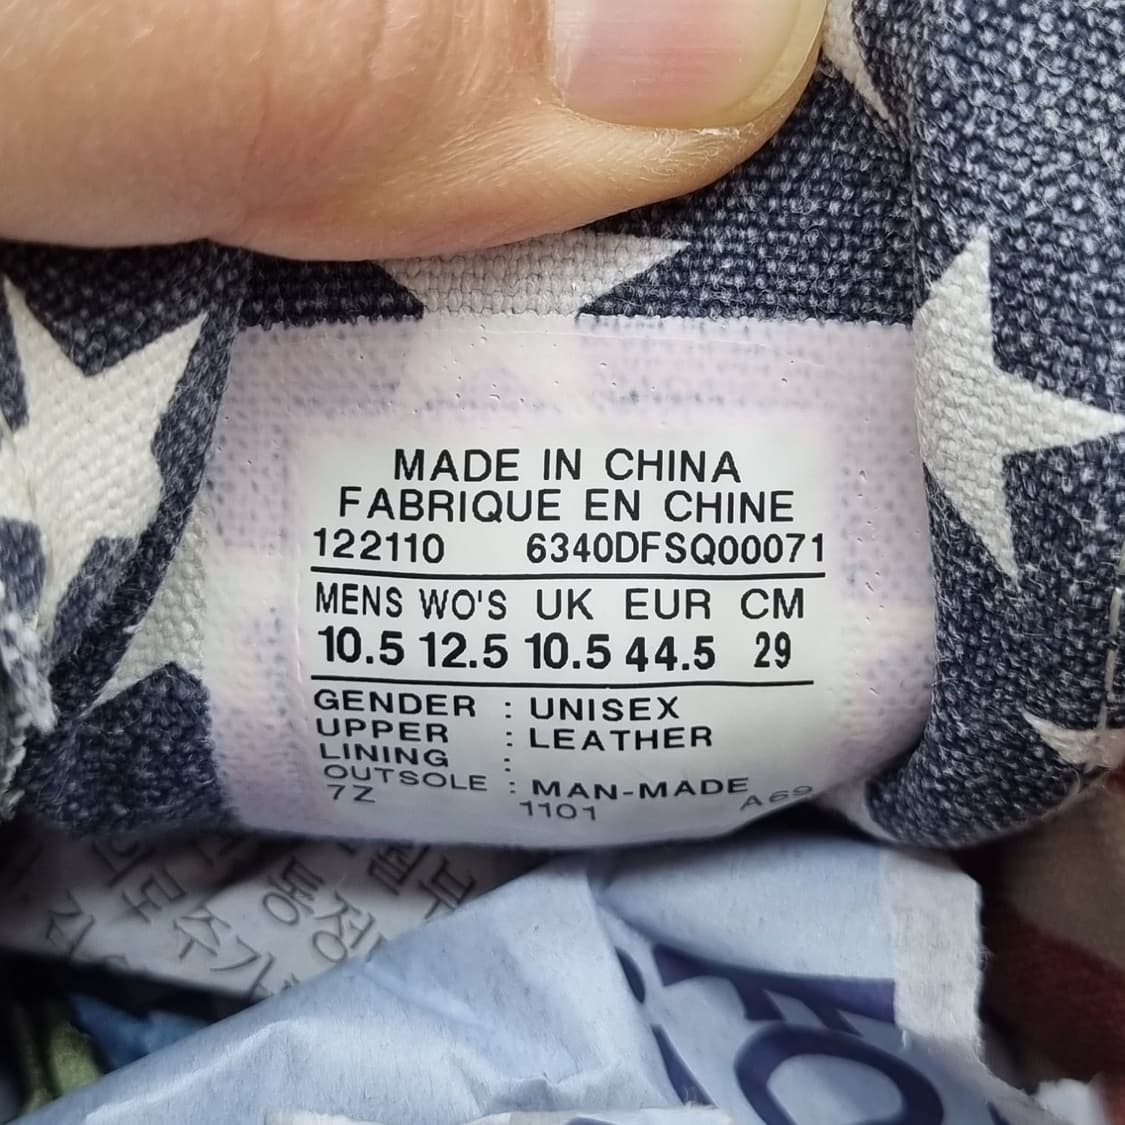 MADE IN CHINA
FABRIQUE EN CHINE
122110 6340DFSQ00071
MENS WO'S UK EUR CM
10.5 12.5 10.5 44.5 29
GENDER : UNISEX
UPPER : LEATHER
LINING :
OUTSOLE : MAN-MADE
7Z 1101 A69